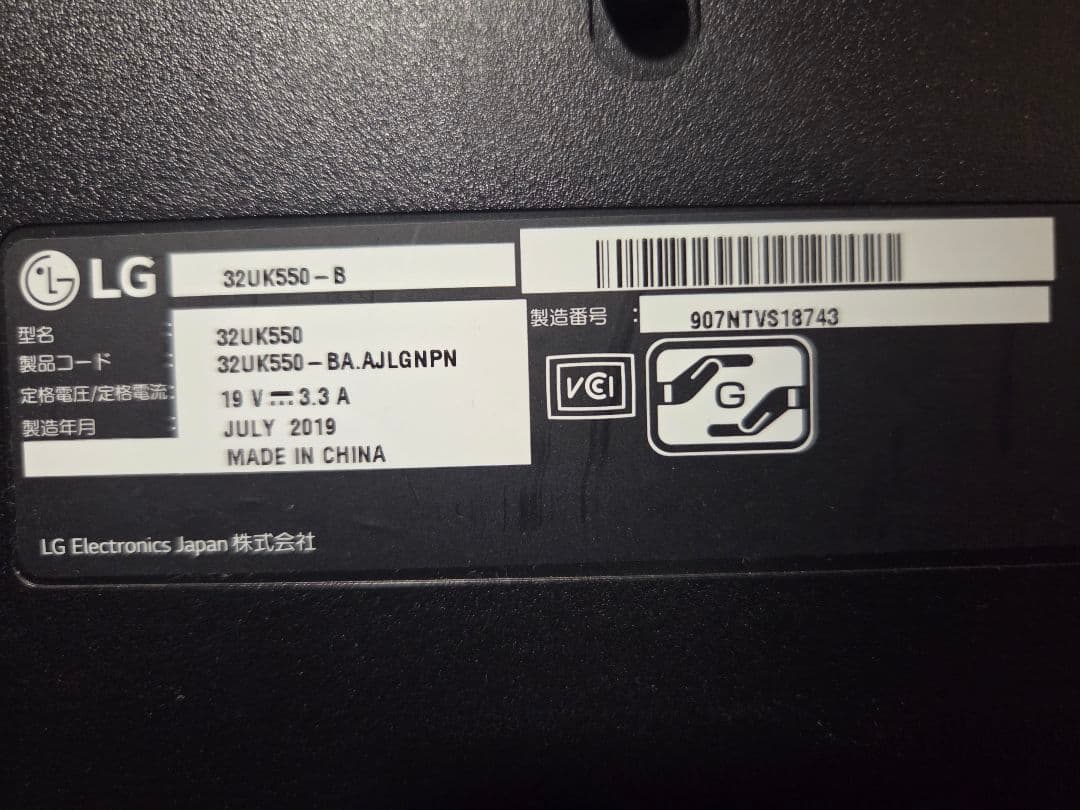 LG
32UK550-B
型名 : 32UK550
製品コード : 32UK550-BA.AJLGNPN
定格電圧/定格電流: 19 V⎓3.3 A
製造年月 : JULY 2019
MADE IN CHINA
製造番号 : 907NTVS18743
VCCI
G
LG Electronics Japan 株式会社